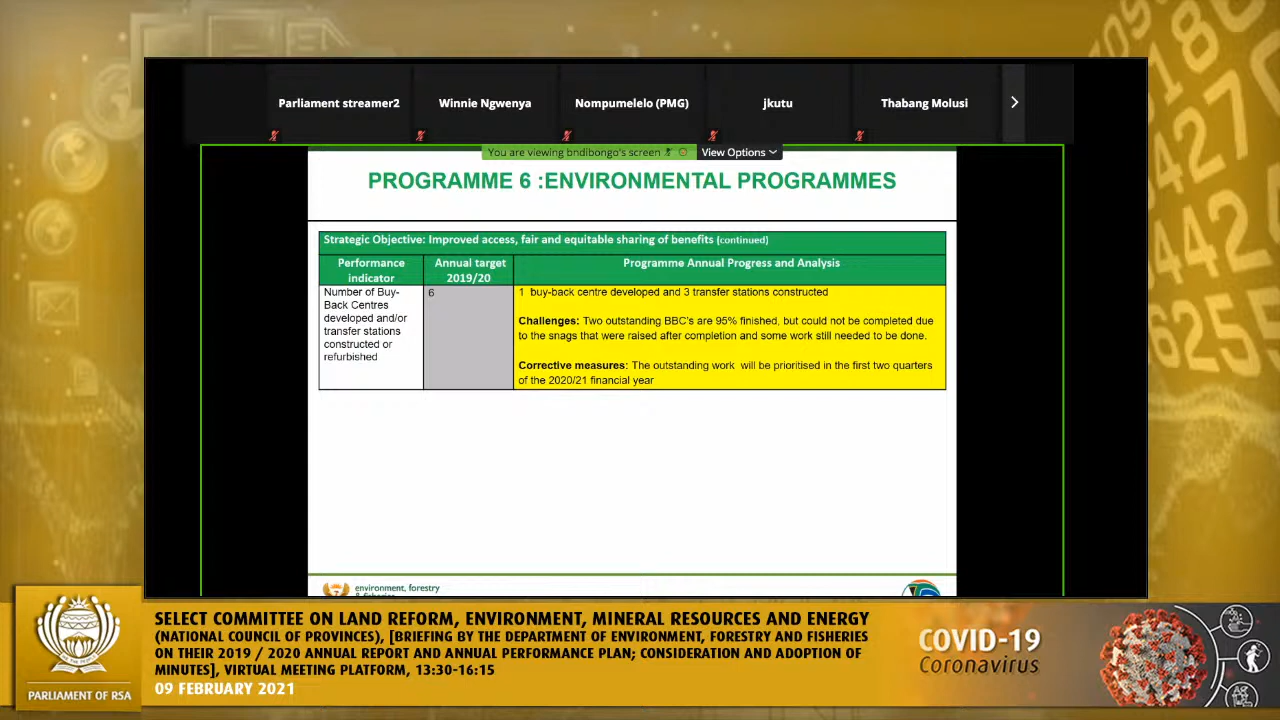 Parliament streamer2
Winnie Ngwenya
Nompumelelo (PMG)
jkutu
Thabang Molusi
You are viewing bndibongo's screen
View Options
PROGRAMME 6 :ENVIRONMENTAL PROGRAMMES
Strategic Objective: Improved access, fair and equitable sharing of benefits (continued)
Performance
indicator
Annual target
2019/20
Programme Annual Progress and Analysis
Number of Buy-
Back Centres
developed and/or
transfer stations
constructed or
refurbished
6
1 buy-back centre developed and 3 transfer stations constructed
Challenges: Two outstanding BBC's are 95% finished, but could not be completed due
to the snags that were raised after completion and some work still needed to be done.
Corrective measures: The outstanding work will be prioritised in the first two quarters
of the 2020/21 financial year
environment, forestry
PARLIAMENT OF RSA
SELECT COMMITTEE ON LAND REFORM, ENVIRONMENT, MINERAL RESOURCES AND ENERGY
(NATIONAL COUNCIL OF PROVINCES), [BRIEFING BY THE DEPARTMENT OF ENVIRONMENT, FORESTRY AND FISHERIES
ON THEIR 2019 / 2020 ANNUAL REPORT AND ANNUAL PERFORMANCE PLAN; CONSIDERATION AND ADOPTION OF
MINUTES], VIRTUAL MEETING PLATFORM, 13:30-16:15
09 FEBRUARY 2021
COVID-19
Coronavirus